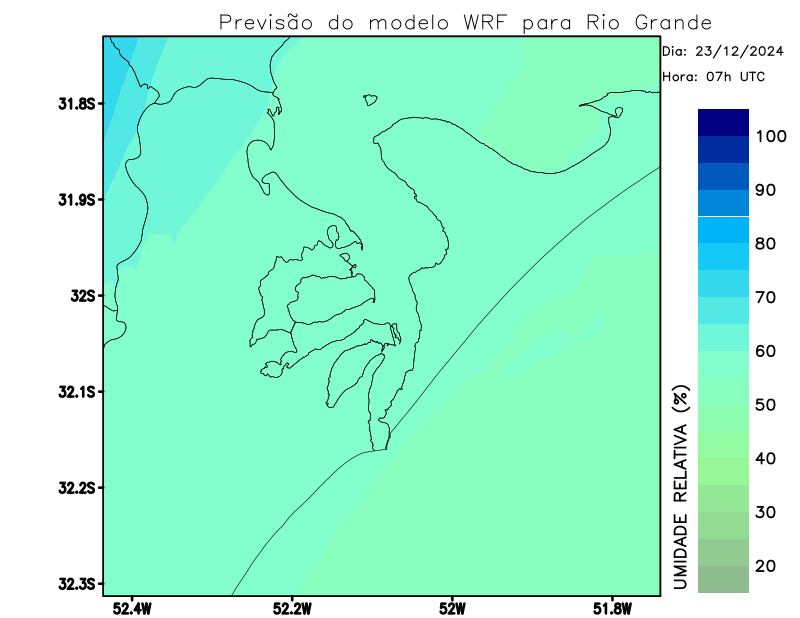 Previsão do modelo WRF para Rio Grande
Dia: 23/12/2024
Hora: 07h UTC
31.8S
31.9S
32S
32.1S
32.2S
32.3S
52.4W
52.2W
52W
51.8W
100
90
80
70
60
50
40
30
20
UMIDADE RELATIVA (%)